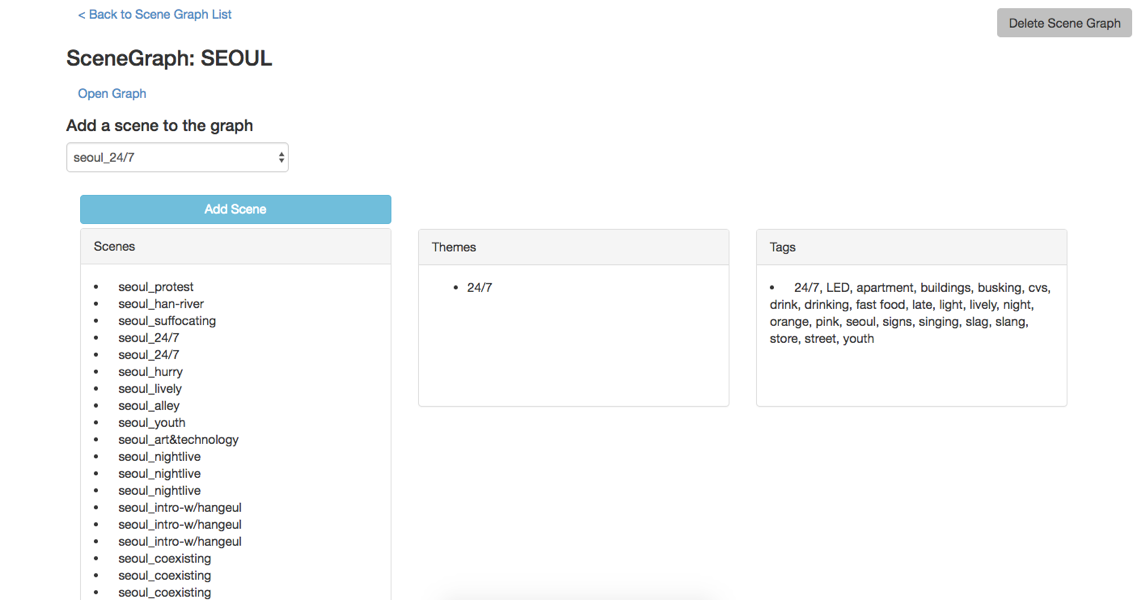 < Back to Scene Graph List
Delete Scene Graph
SceneGraph: SEOUL
Open Graph
Add a scene to the graph
seoul_24/7
Add Scene
Scenes
• seoul_protest
• seoul_han-river
• seoul_suffocating
• seoul_24/7
• seoul_24/7
• seoul_hurry
• seoul_lively
• seoul_alley
• seoul_youth
• seoul_art&technology
• seoul_nightlive
• seoul_nightlive
• seoul_nightlive
• seoul_intro-w/hangeul
• seoul_intro-w/hangeul
• seoul_intro-w/hangeul
• seoul_coexisting
• seoul_coexisting
• seoul_coexisting
Themes
• 24/7
Tags
• 24/7, LED, apartment, buildings, busking, cvs,
drink, drinking, fast food, late, light, lively, night,
orange, pink, seoul, signs, singing, slag, slang,
store, street, youth